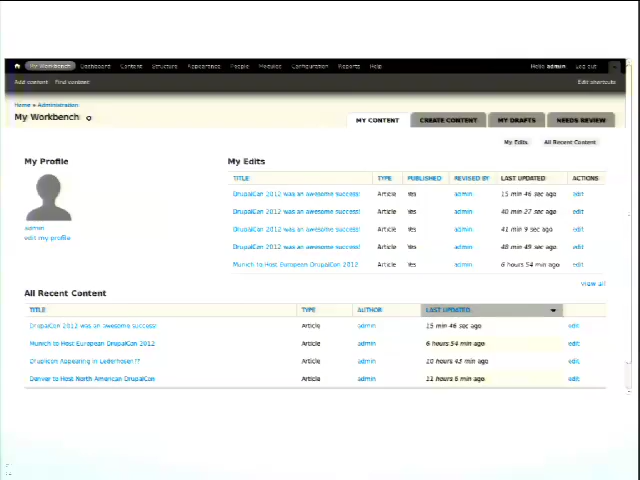 My Workbench Dashboard Content Structure Appearance People Modules Configuration Reports Help Hello admin Log out
Add content Find content Edit shortcuts
Home » Administration
My Workbench
MY CONTENT CREATE CONTENT MY DRAFTS NEEDS REVIEW
My Edits All Recent Content
My Profile
admin
edit my profile
My Edits
TITLE TYPE PUBLISHED REVISED BY LAST UPDATED ACTIONS
DrupalCon 2012 was an awesome success! Article Yes admin 15 min 46 sec ago edit
DrupalCon 2012 was an awesome success! Article Yes admin 40 min 27 sec ago edit
DrupalCon 2012 was an awesome success! Article Yes admin 41 min 9 sec ago edit
DrupalCon 2012 was an awesome success! Article Yes admin 48 min 49 sec ago edit
Munich to Host European DrupalCon 2012 Article Yes admin 6 hours 54 min ago edit
view all
All Recent Content
TITLE TYPE AUTHOR LAST UPDATED
DrupalCon 2012 was an awesome success! Article admin 15 min 46 sec ago edit
Munich to Host European DrupalCon 2012 Article admin 6 hours 54 min ago edit
Druplicon Appearing in Lederhosen?? Article admin 10 hours 43 min ago edit
Denver to Host North American DrupalCon Article admin 11 hours 6 min ago edit